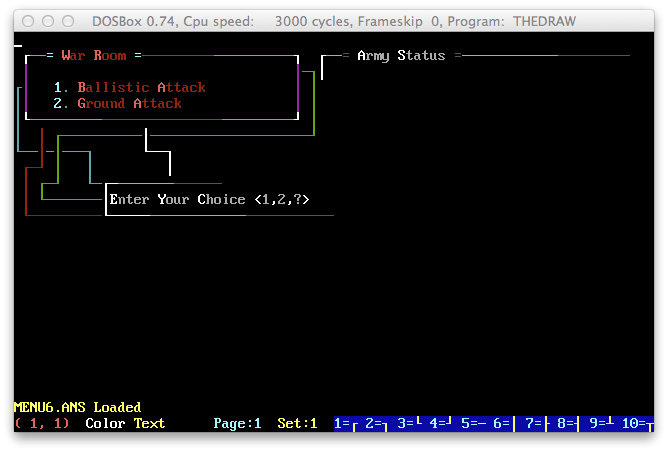 DOSBox 0.74, Cpu speed: 3000 cycles, Frameskip 0, Program: THEDRAW
= War Room =
= Army Status =
1. Ballistic Attack
2. Ground Attack
Enter Your Choice <1,2,?>
MENU6.ANS Loaded
( 1, 1) Color Text Page:1 Set:1 1=┌ 2=┐ 3=└ 4=┘ 5=─ 6=│ 7=├ 8=┤ 9=┴ 10=┬